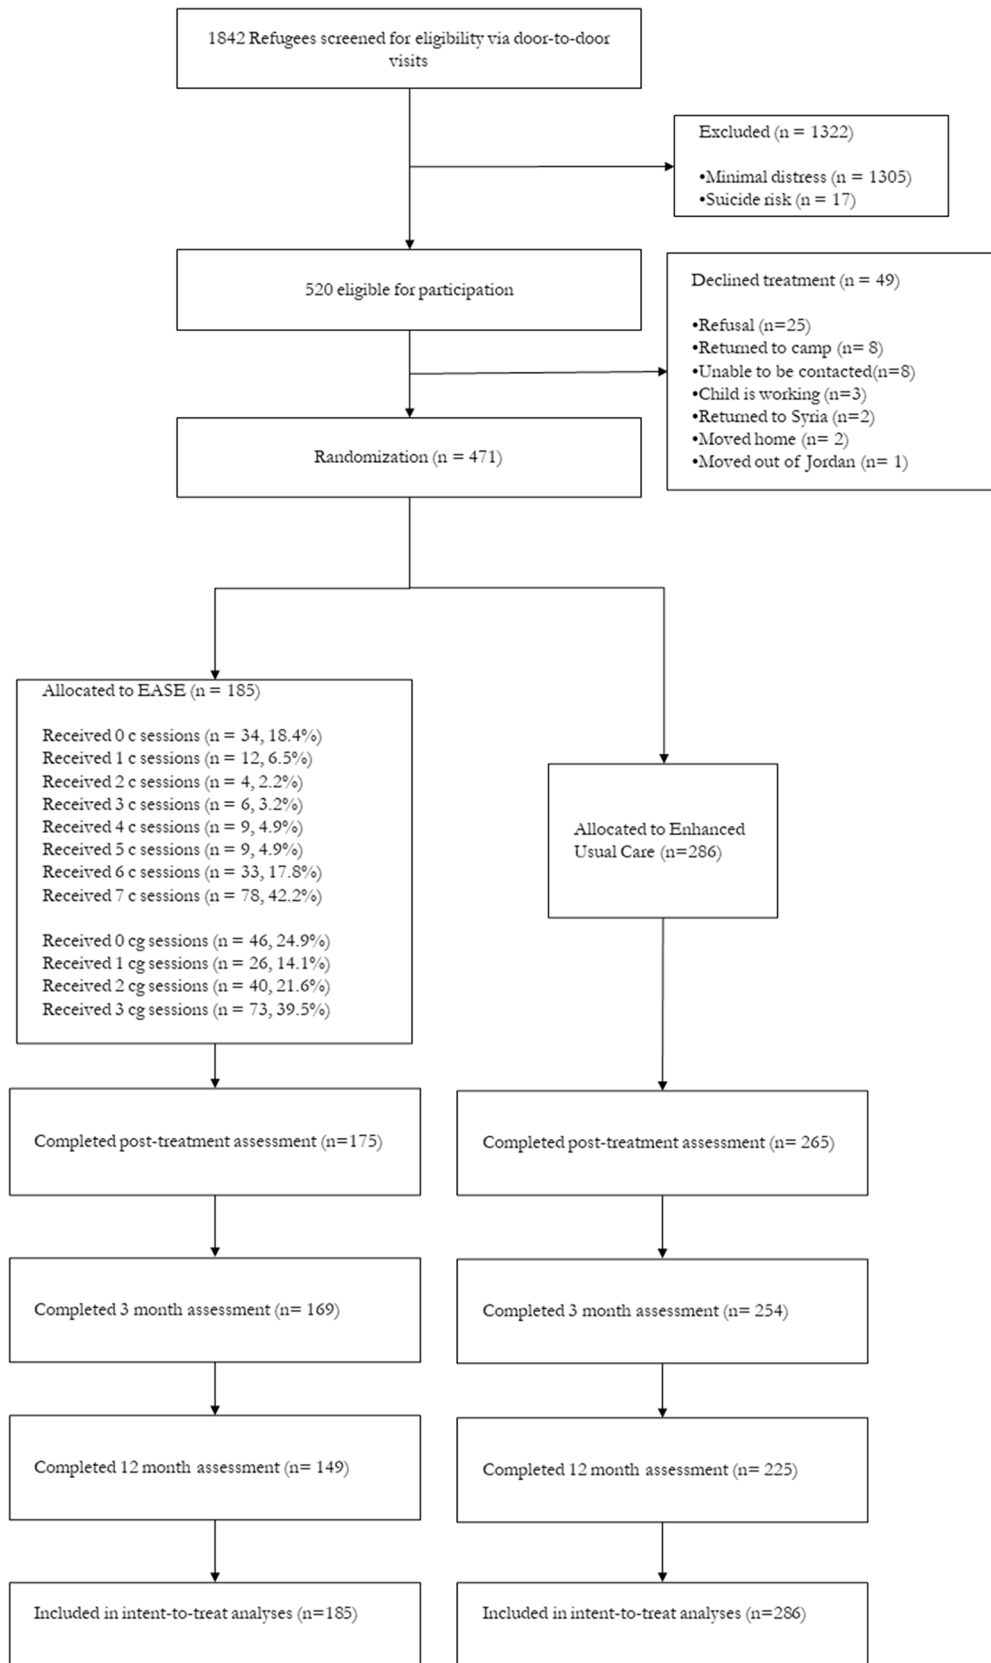 1842 Refugees screened for eligibility via door-to-door
visits
Excluded (n = 1322)
•Minimal distress (n = 1305)
•Suicide risk (n = 17)
520 eligible for participation
Declined treatment (n = 49)
•Refusal (n=25)
•Returned to camp (n= 8)
•Unable to be contacted(n=8)
•Child is working (n=3)
•Returned to Syria (n=2)
•Moved home (n= 2)
•Moved out of Jordan (n= 1)
Randomization (n = 471)
Allocated to EASE (n = 185)
Received 0 c sessions (n = 34, 18.4%)
Received 1 c sessions (n = 12, 6.5%)
Received 2 c sessions (n = 4, 2.2%)
Received 3 c sessions (n = 6, 3.2%)
Received 4 c sessions (n = 9, 4.9%)
Received 5 c sessions (n = 9, 4.9%)
Received 6 c sessions (n = 33, 17.8%)
Received 7 c sessions (n = 78, 42.2%)
Received 0 cg sessions (n = 46, 24.9%)
Received 1 cg sessions (n = 26, 14.1%)
Received 2 cg sessions (n = 40, 21.6%)
Received 3 cg sessions (n = 73, 39.5%)
Allocated to Enhanced
Usual Care (n=286)
Completed post-treatment assessment (n=175)
Completed post-treatment assessment (n= 265)
Completed 3 month assessment (n= 169)
Completed 3 month assessment (n= 254)
Completed 12 month assessment (n= 149)
Completed 12 month assessment (n= 225)
Included in intent-to-treat analyses (n=185)
Included in intent-to-treat analyses (n=286)